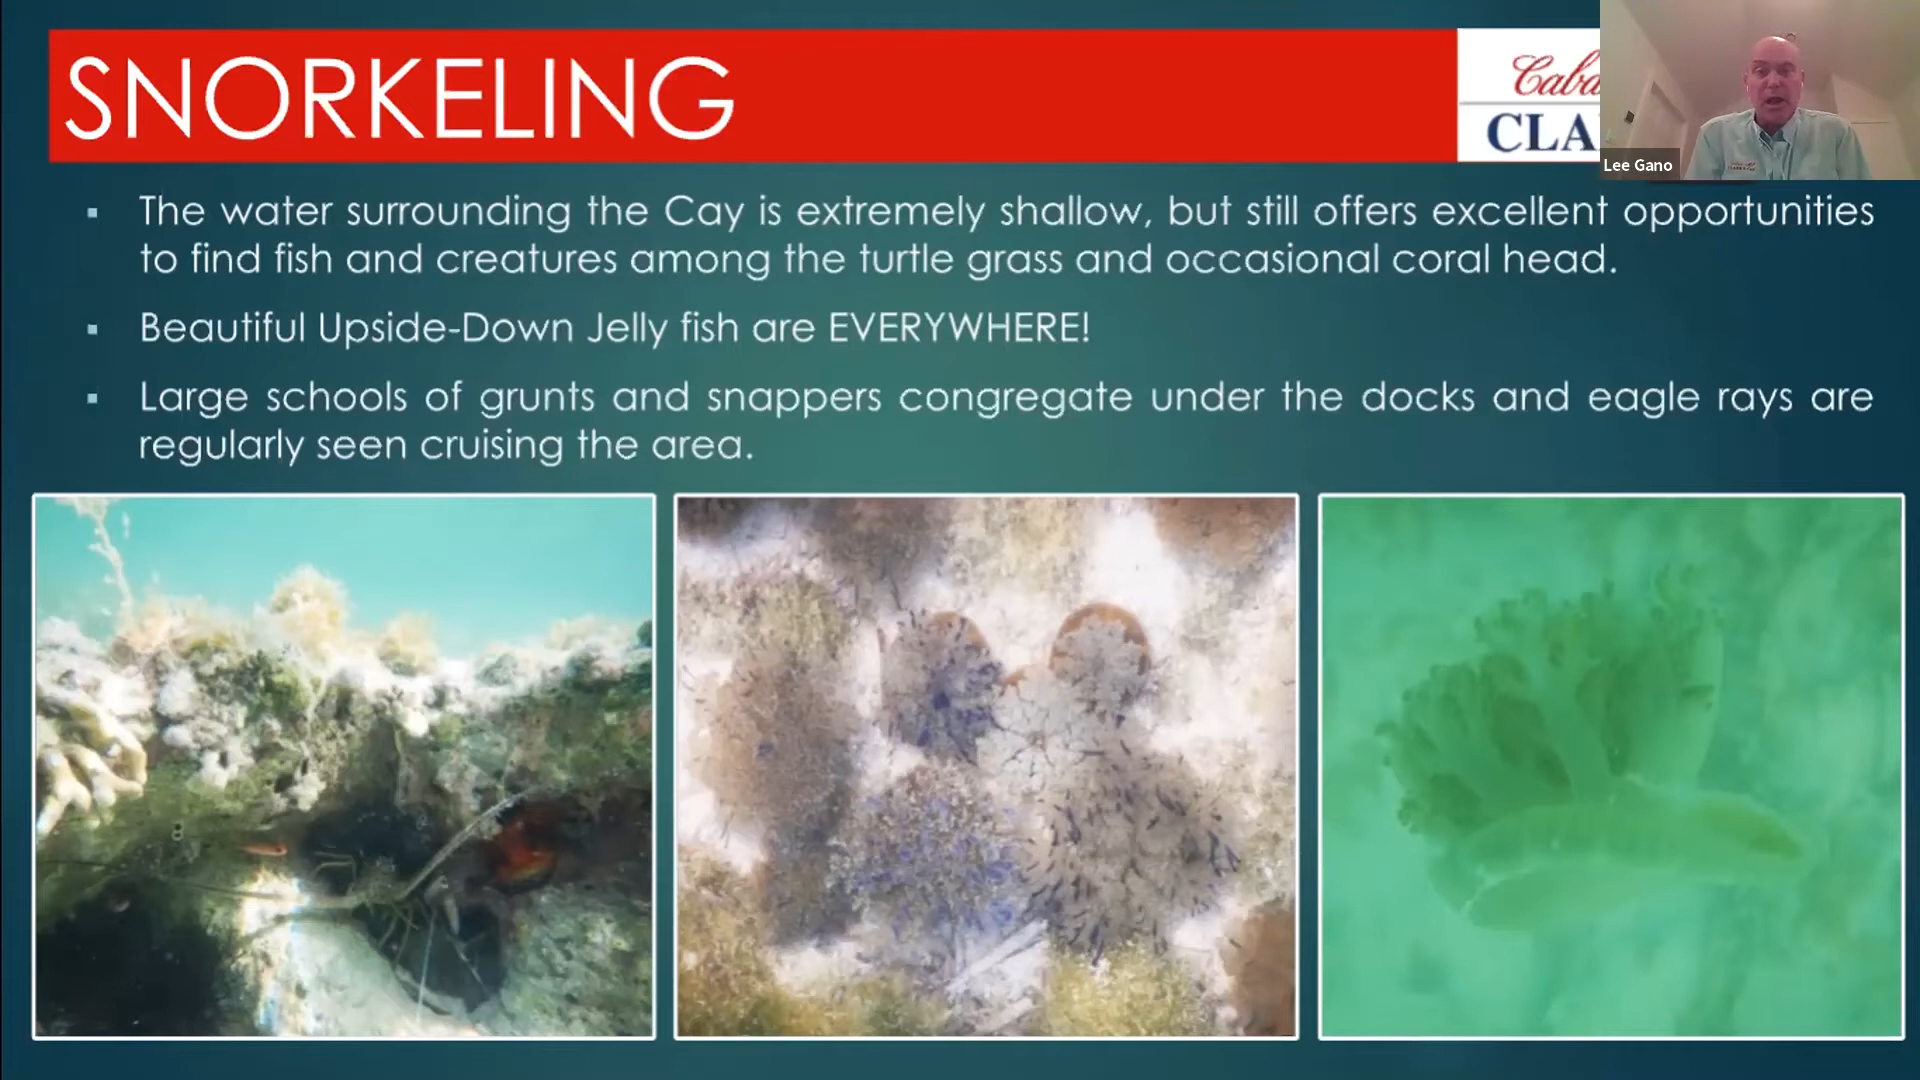 SNORKELING
Lee Gano
The water surrounding the Cay is extremely shallow, but still offers excellent opportunities
to find fish and creatures among the turtle grass and occasional coral head.
Beautiful Upside-Down Jelly fish are EVERYWHERE!
Large schools of grunts and snappers congregate under the docks and eagle rays are
regularly seen cruising the area.